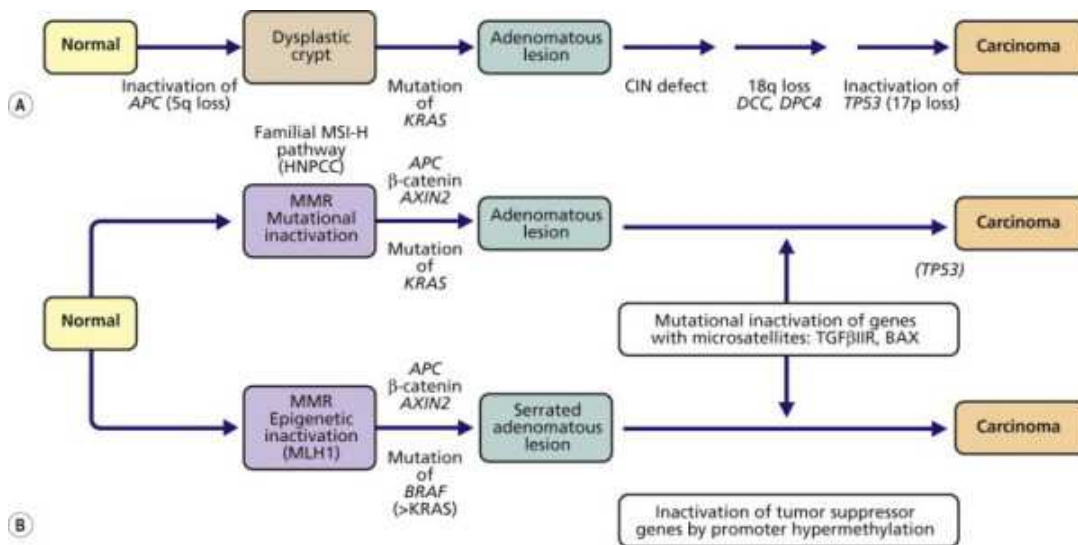 Normal
Inactivation of
APC (5q loss)
Dysplastic
crypt
Mutation
of
KRAS
Adenomatous
lesion
CIN defect
18q loss
DCC, DPC4
Inactivation of
TP53 (17p loss)
Carcinoma
A
Familial MSI-H
pathway
(HNPCC)
MMR
Mutational
inactivation
APC
β-catenin
AXIN2
Mutation
of
KRAS
Adenomatous
lesion
Carcinoma
(TP53)
Normal
Mutational inactivation of genes
with microsatellites: TGFβIIR, BAX
MMR
Epigenetic
inactivation
(MLH1)
APC
β-catenin
AXIN2
Mutation
of
BRAF
(>KRAS)
Serrated
adenomatous
lesion
Carcinoma
Inactivation of tumor suppressor
genes by promoter hypermethylation
B